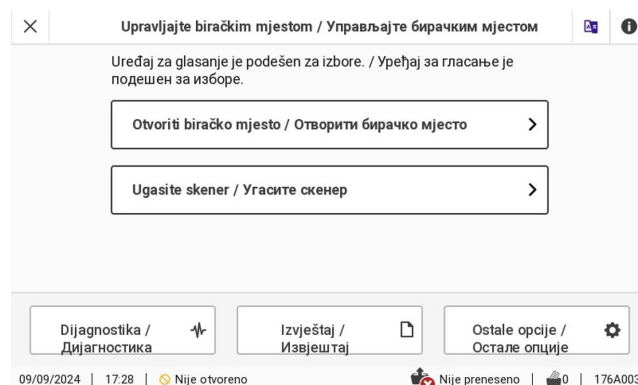 Upravljajte biračkim mjestom / Управљајте бирачким мјестом
Uređaj za glasanje je podešen za izbore. / Уређај за гласање је
подешен за изборе.
Otvoriti biračko mjesto / Отворити бирачко мјесто
Ugasite skener / Угасите скенер
Dijagnostika /
Дијагностика
Izvještaj /
Извјештај
Ostale opcije /
Остале опције
09/09/2024 | 17:28 | Nije otvoreno Nije preneseno | 0 | 176A003